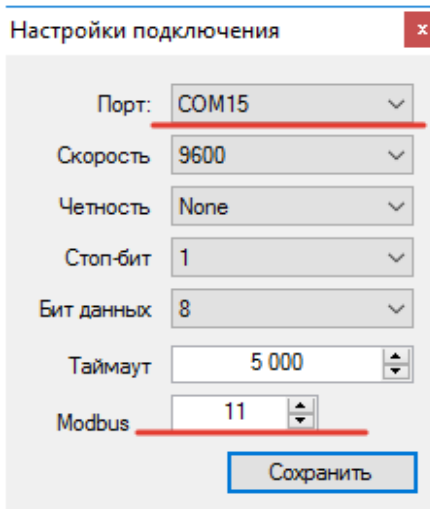 Настройки подключения x
Порт: COM15
Скорость 9600
Четность None
Стоп-бит 1
Бит данных 8
Таймаут 5 000
Modbus 11
Сохранить